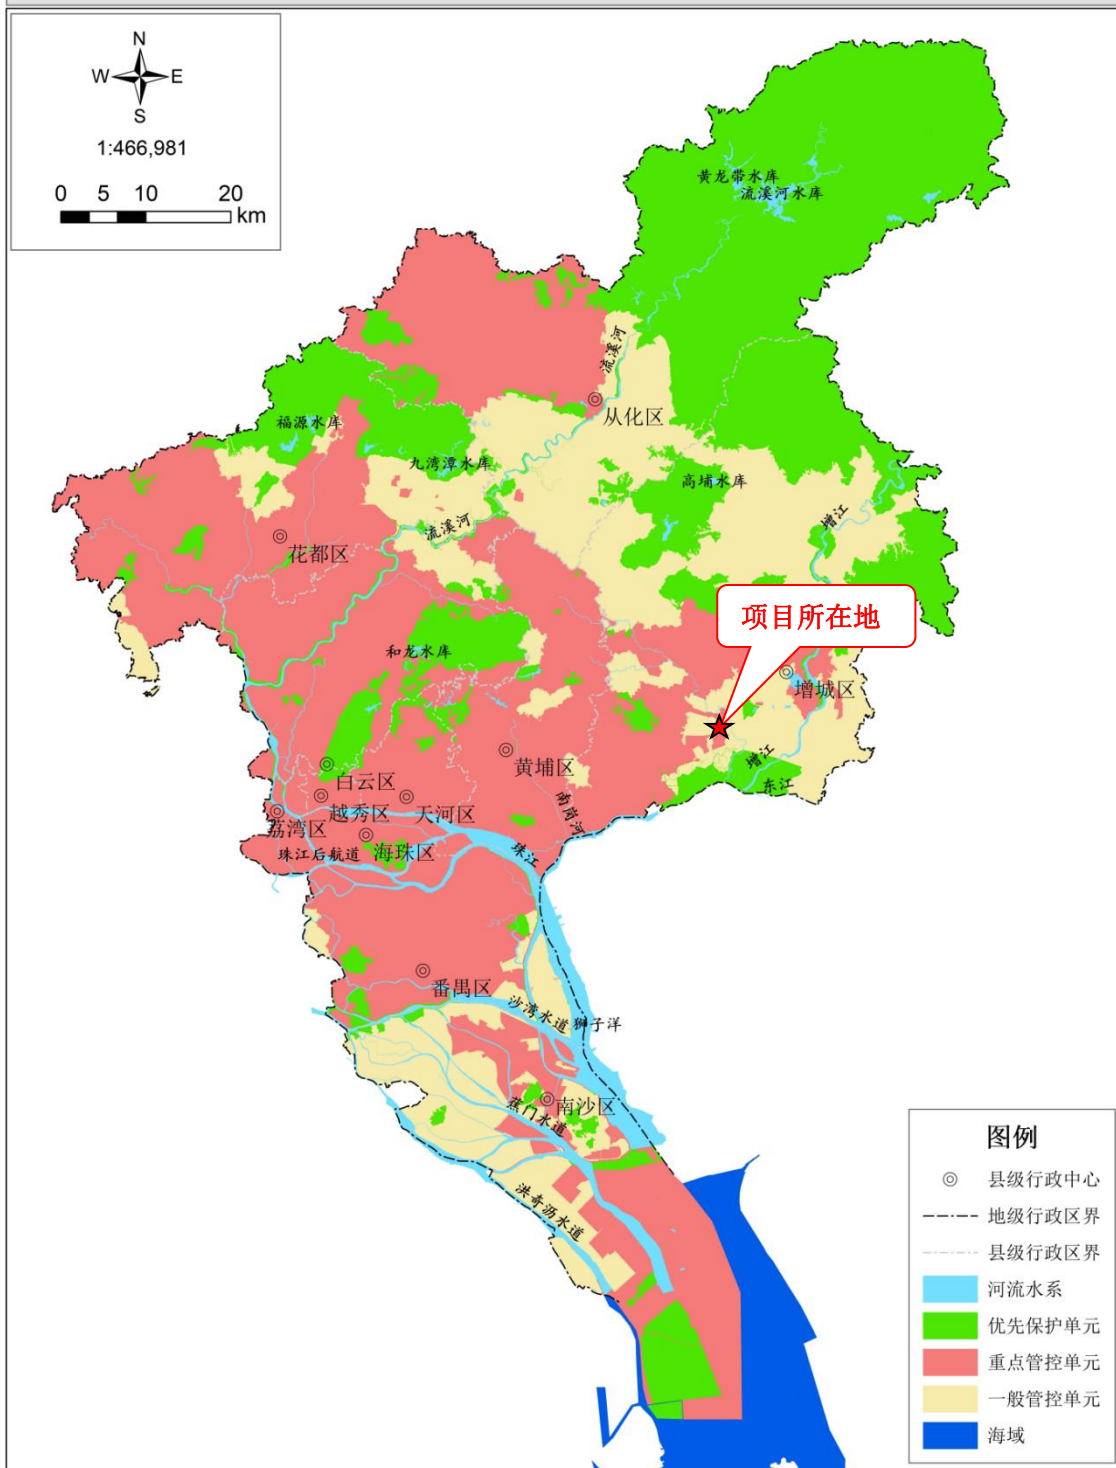 N
W E
S
1:466,981
0 5 10 20
km
黄龙带水库
流溪河水库
流溪河
从化区
福源水库
九湾潭水库
高埔水库
增江
流溪河
花都区
项目所在地
和龙水库
增城区
黄埔区
增江
东江
白云区
越秀区
天河区
南岗河
荔湾区
海珠区
珠江后航道
珠江
番禺区
沙湾水道
狮子洋
南沙区
蕉门水道
洪奇沥水道
图例
县级行政中心
地级行政区界
县级行政区界
河流水系
优先保护单元
重点管控单元
一般管控单元
海域